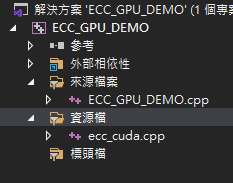 解決方案 'ECC_GPU_DEMO' (1 個專案
ECC_GPU_DEMO
參考
外部相依性
來源檔案
ECC_GPU_DEMO.cpp
資源檔
ecc_cuda.cpp
標頭檔